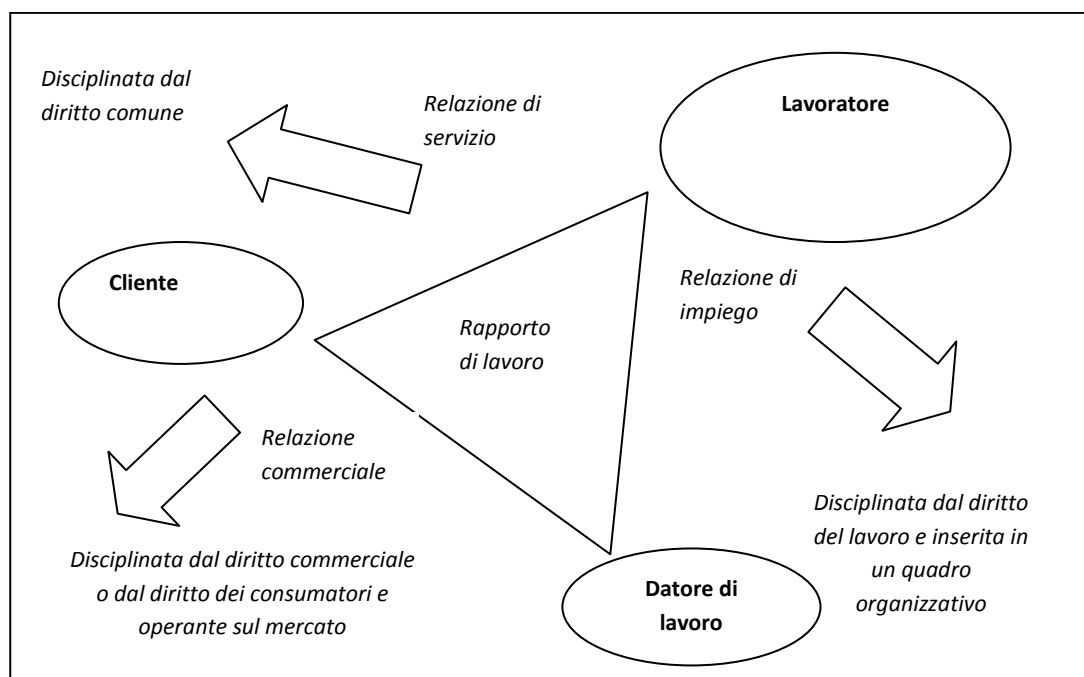 Disciplinata dal
diritto comune
Relazione di
servizio
Lavoratore
Cliente
Relazione di
impiego
Rapporto
di lavoro
Relazione
commerciale
Disciplinata dal diritto
del lavoro e inserita in
un quadro
organizzativo
Disciplinata dal diritto commerciale
o dal diritto dei consumatori e
operante sul mercato
Datore di
lavoro